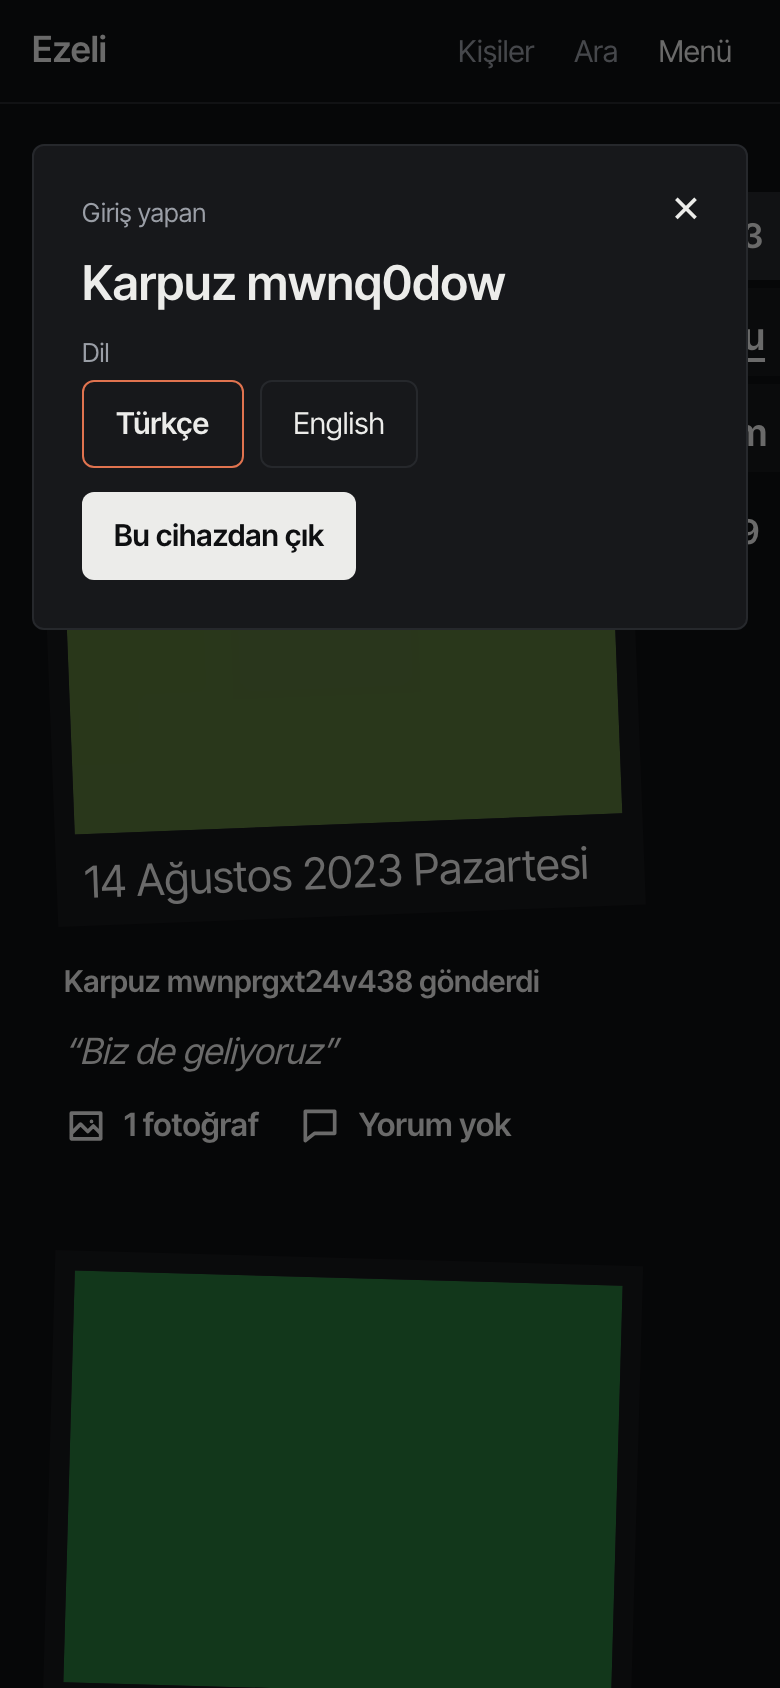 Ezeli
Kişiler Ara Menü
Giriş yapan
Karpuz mwnq0dow
Dil
Türkçe English
Bu cihazdan çık
14 Ağustos 2023 Pazartesi
Karpuz mwnprgxt24v438 gönderdi
“Biz de geliyoruz”
1 fotoğraf Yorum yok